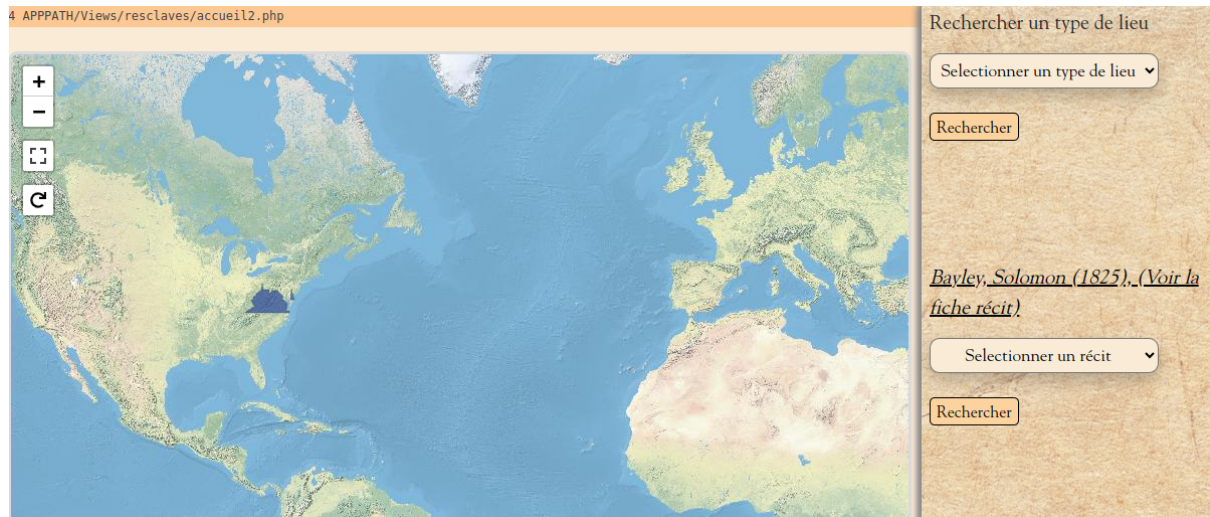 4 APPPATH/Views/resclaves/accueil2.php
+
−
Rechercher un type de lieu
Selectionner un type de lieu
Rechercher
Bayley, Solomon (1825), (Voir la
fiche récit)
Selectionner un récit
Rechercher